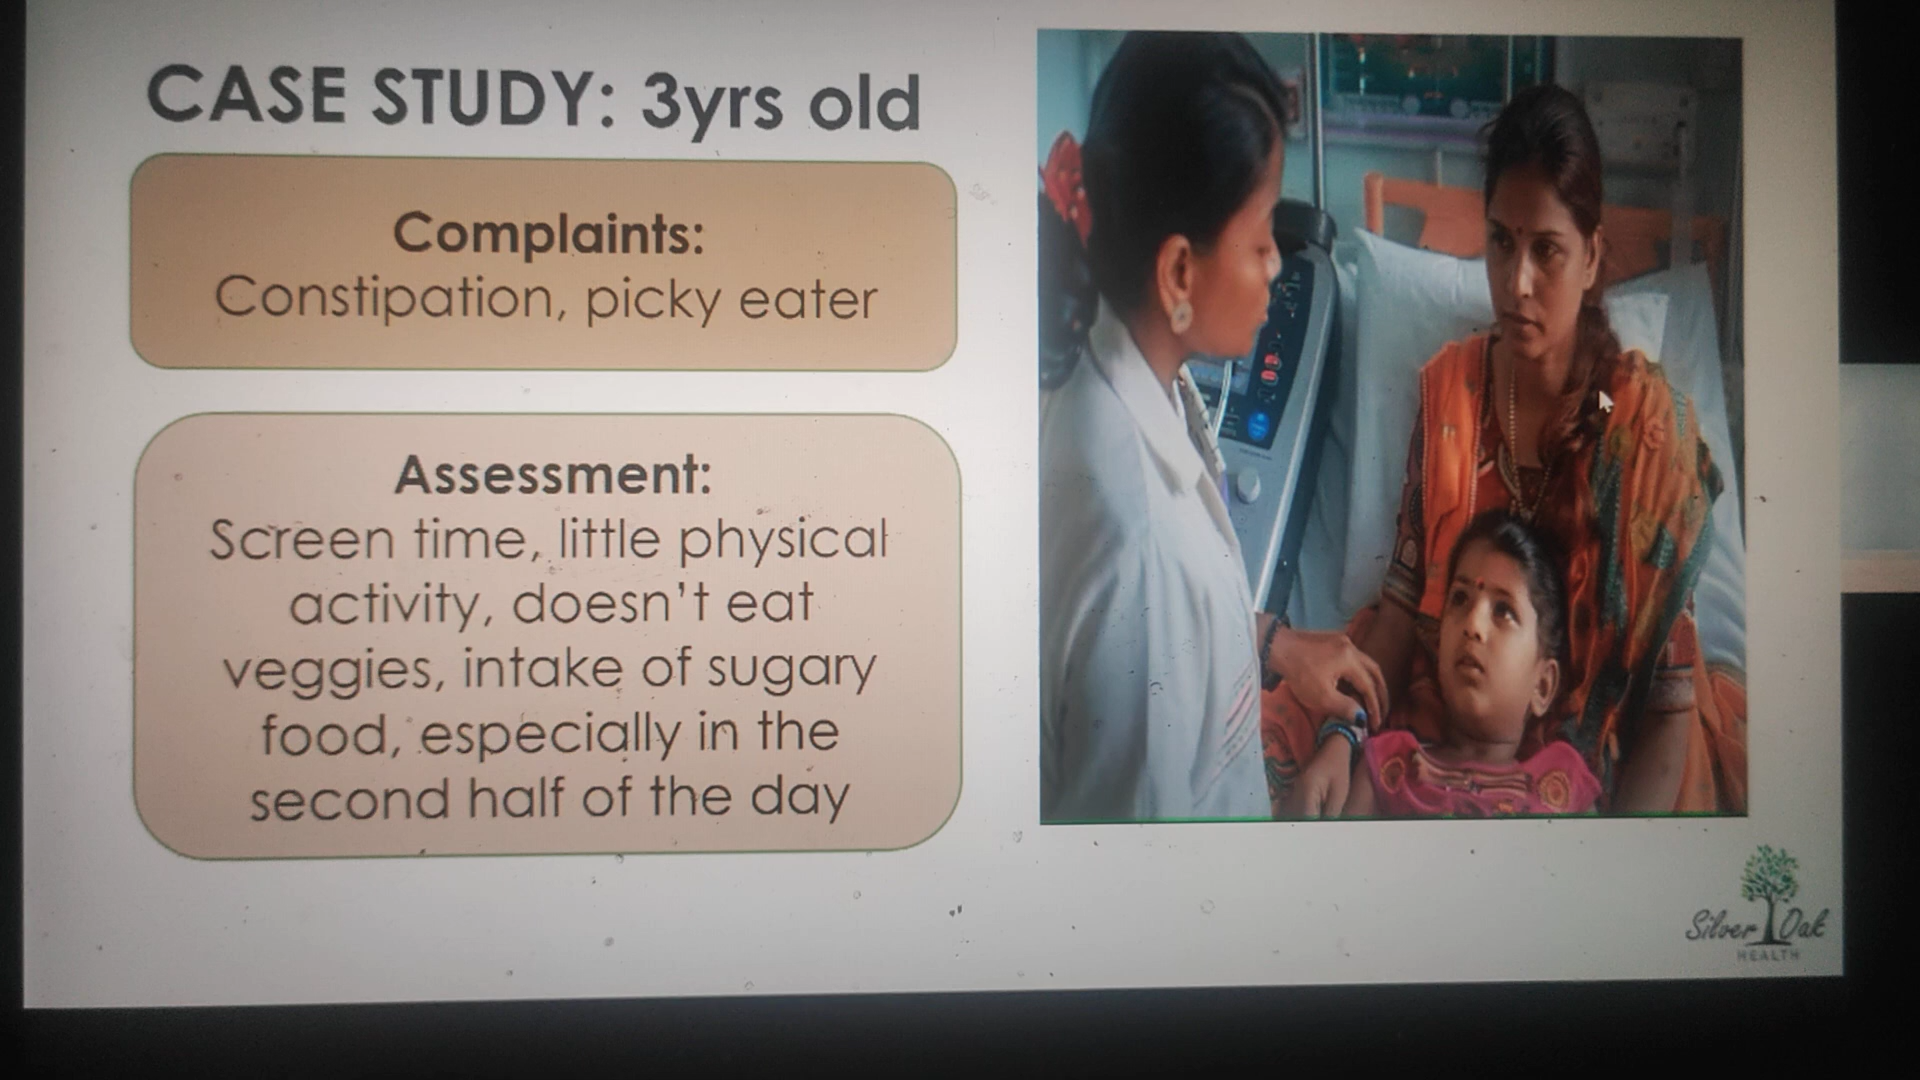 CASE STUDY: 3yrs old
Complaints:
Constipation, picky eater
Assessment:
Screen time, little physical
activity, doesn't eat
veggies, intake of sugary
food, especially in the
second half of the day
Silver Oak
HEALTH